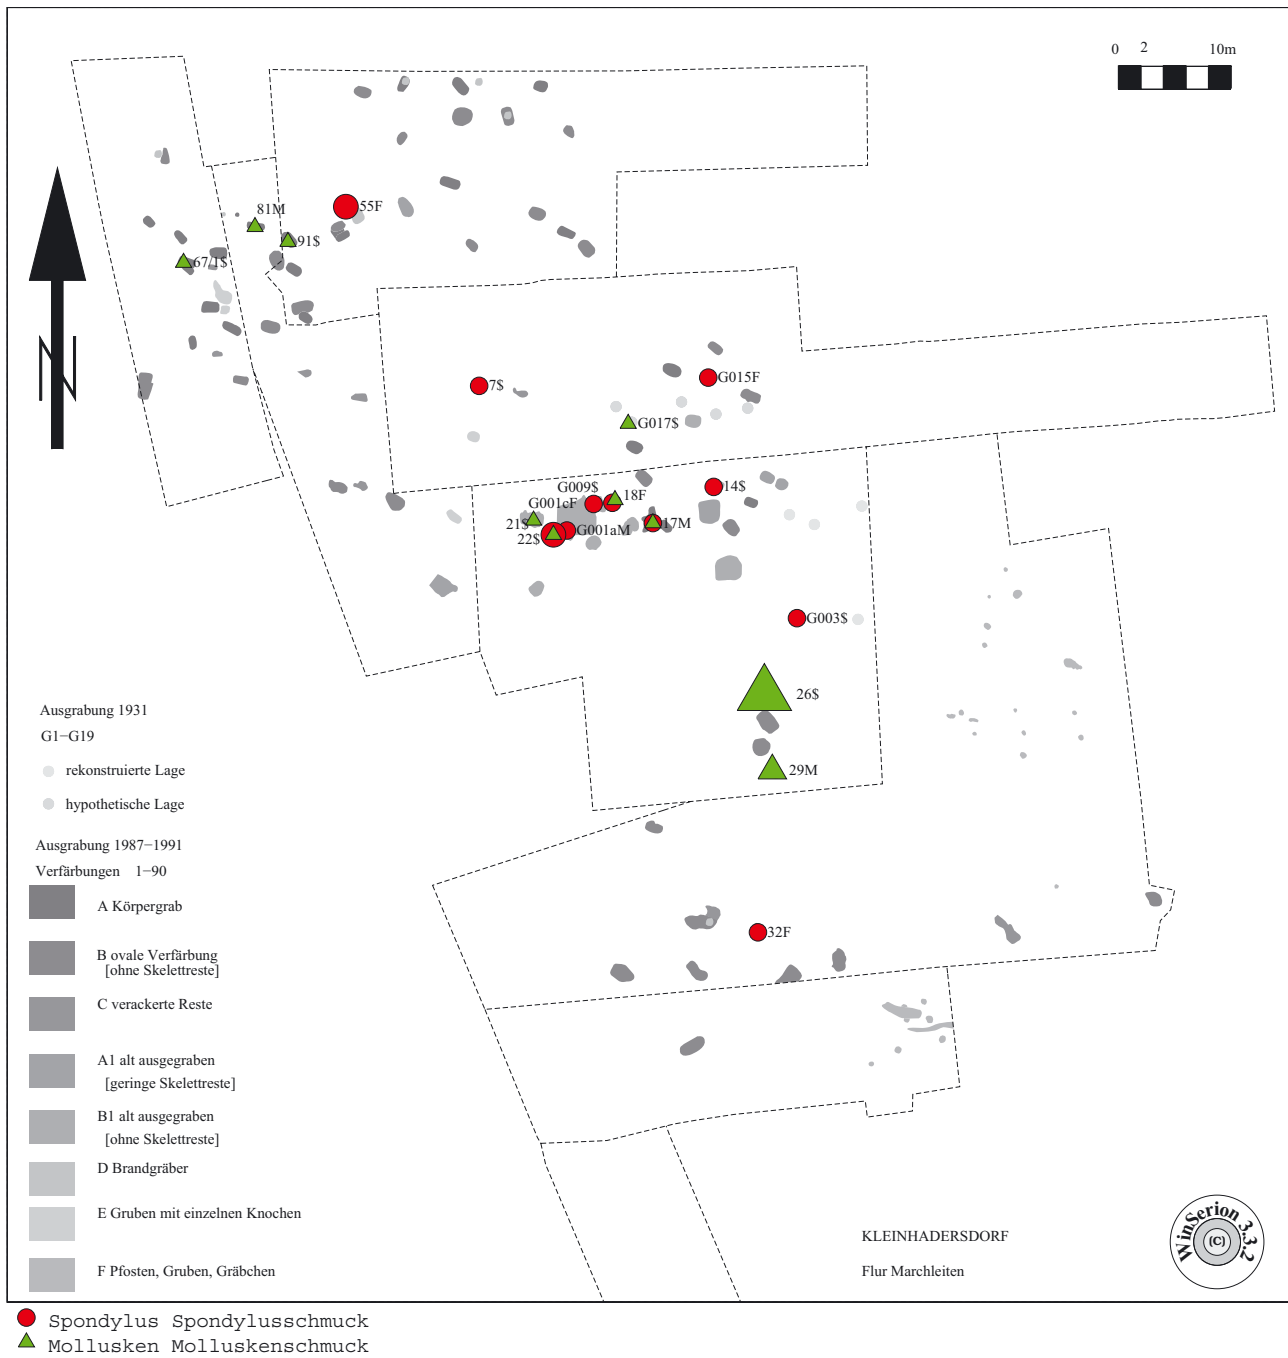 0 2 10m
81M
55F
91$
67/1$
N
7$
G015F
G017$
G009$
18F
14$
G001cF
21$
17M
22$
G001aM
G003$
26$
29M
32F
Ausgrabung 1931
G1−G19
rekonstruierte Lage
hypothetische Lage
Ausgrabung 1987−1991
Verfärbungen 1−90
A Körpergrab
B ovale Verfärbung
[ohne Skelettreste]
C verackerte Reste
A1 alt ausgegraben
[geringe Skelettreste]
B1 alt ausgegraben
[ohne Skelettreste]
D Brandgräber
E Gruben mit einzelnen Knochen
F Pfosten, Gruben, Gräbchen
KLEINHADERSDORF
Flur Marchleiten
WinSerion 3.3.2
(C)
Spondylus Spondylusschmuck
Mollusken Molluskenschmuck